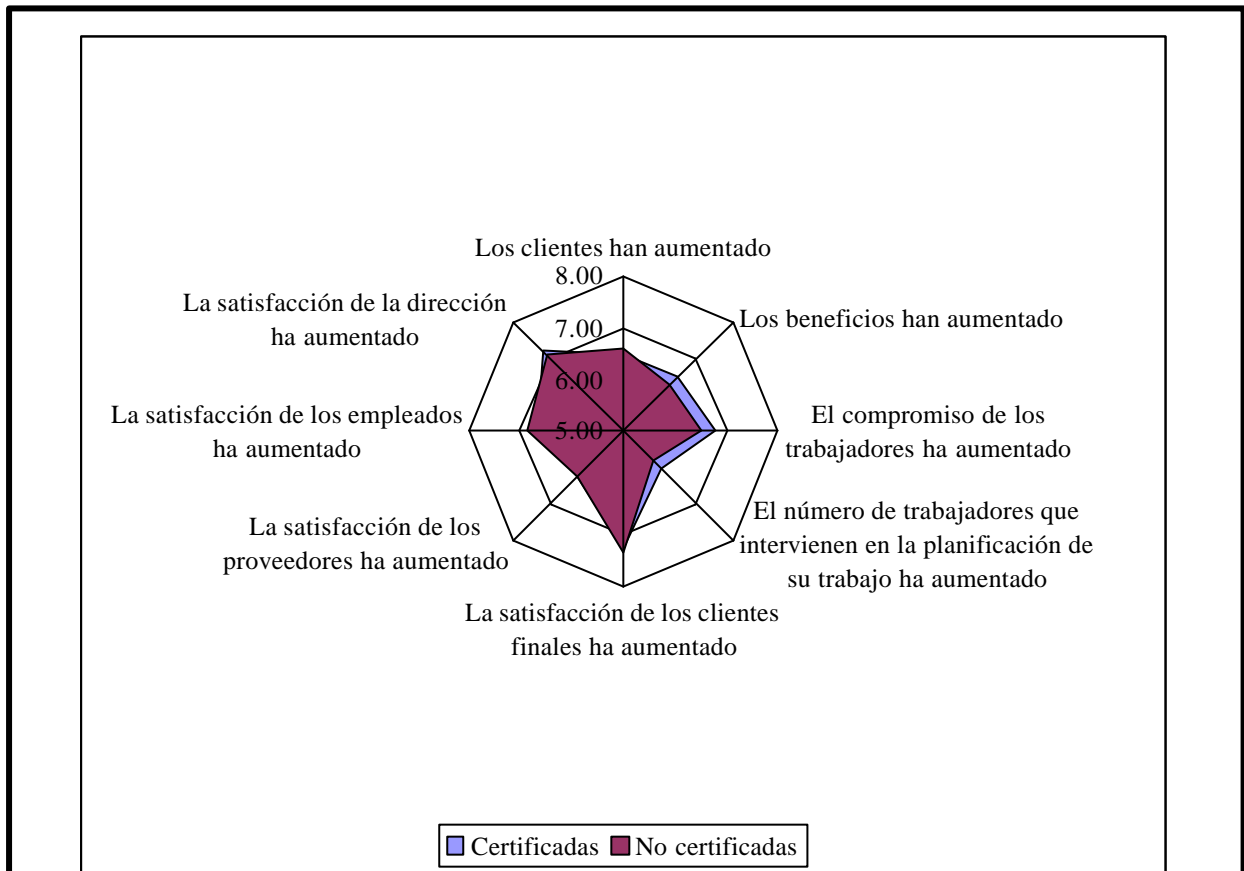 Los clientes han aumentado
8.00
La satisfacción de la dirección
ha aumentado
7.00
Los beneficios han aumentado
6.00
La satisfacción de los empleados
ha aumentado
5.00
El compromiso de los
trabajadores ha aumentado
La satisfacción de los
proveedores ha aumentado
El número de trabajadores que
intervienen en la planificación de
su trabajo ha aumentado
La satisfacción de los clientes
finales ha aumentado
Certificadas No certificadas